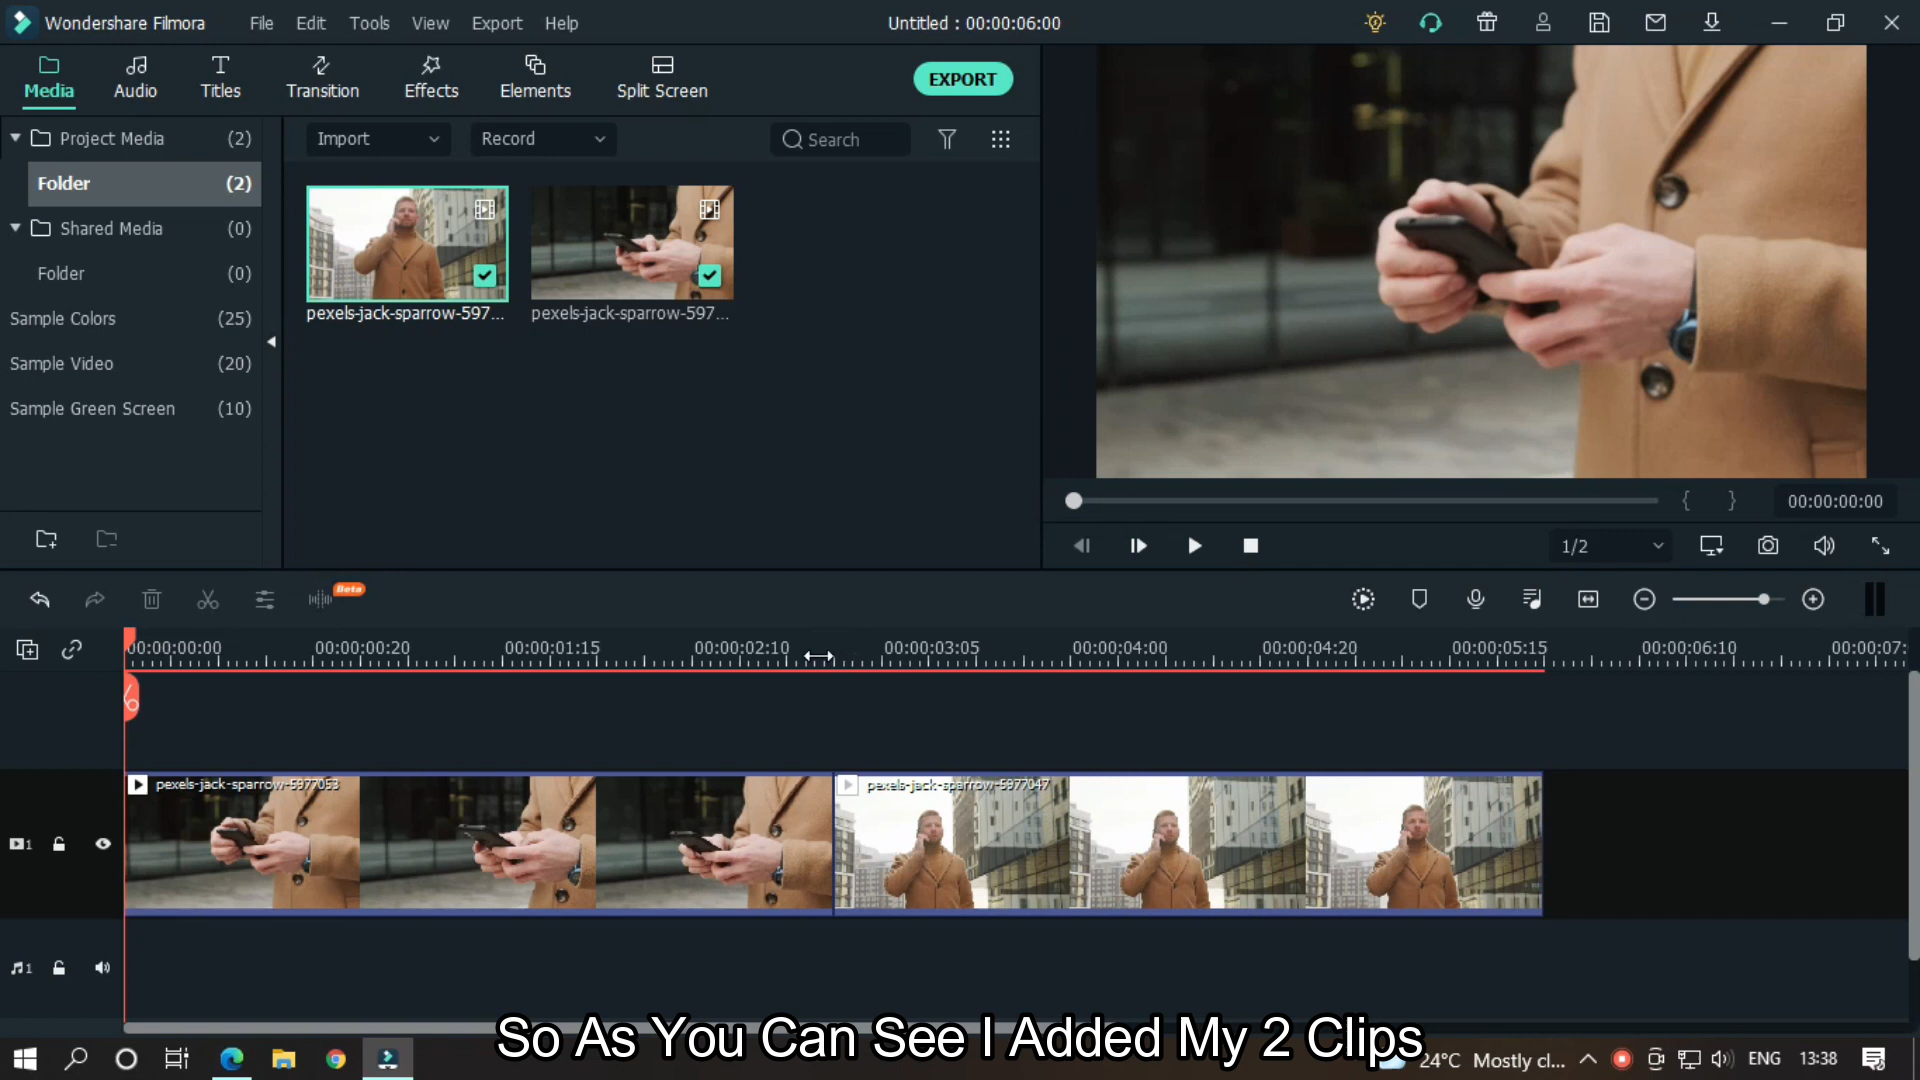 Wondershare Filmora File Edit Tools View Export Help Untitled : 00:00:06:00
Media Audio Titles Transition Effects Elements Split Screen EXPORT
Project Media (2) Import Record Search
Folder (2)
Shared Media (0)
Folder (0)
pexels-jack-sparrow-597... pexels-jack-sparrow-597...
Sample Colors (25)
Sample Video (20)
Sample Green Screen (10)
{ } 00:00:00:00
1/2
Beta
00:00:00:00 00:00:00:20 00:00:01:15 00:00:02:10 00:00:03:05 00:00:04:00 00:00:04:20 00:00:05:15 00:00:06:10 00:00:07:
pexels-jack-sparrow-5977053 pexels-jack-sparrow-5977047
1
1
So As You Can See I Added My 2 Clips
24°C Mostly cl... ENG 13:38